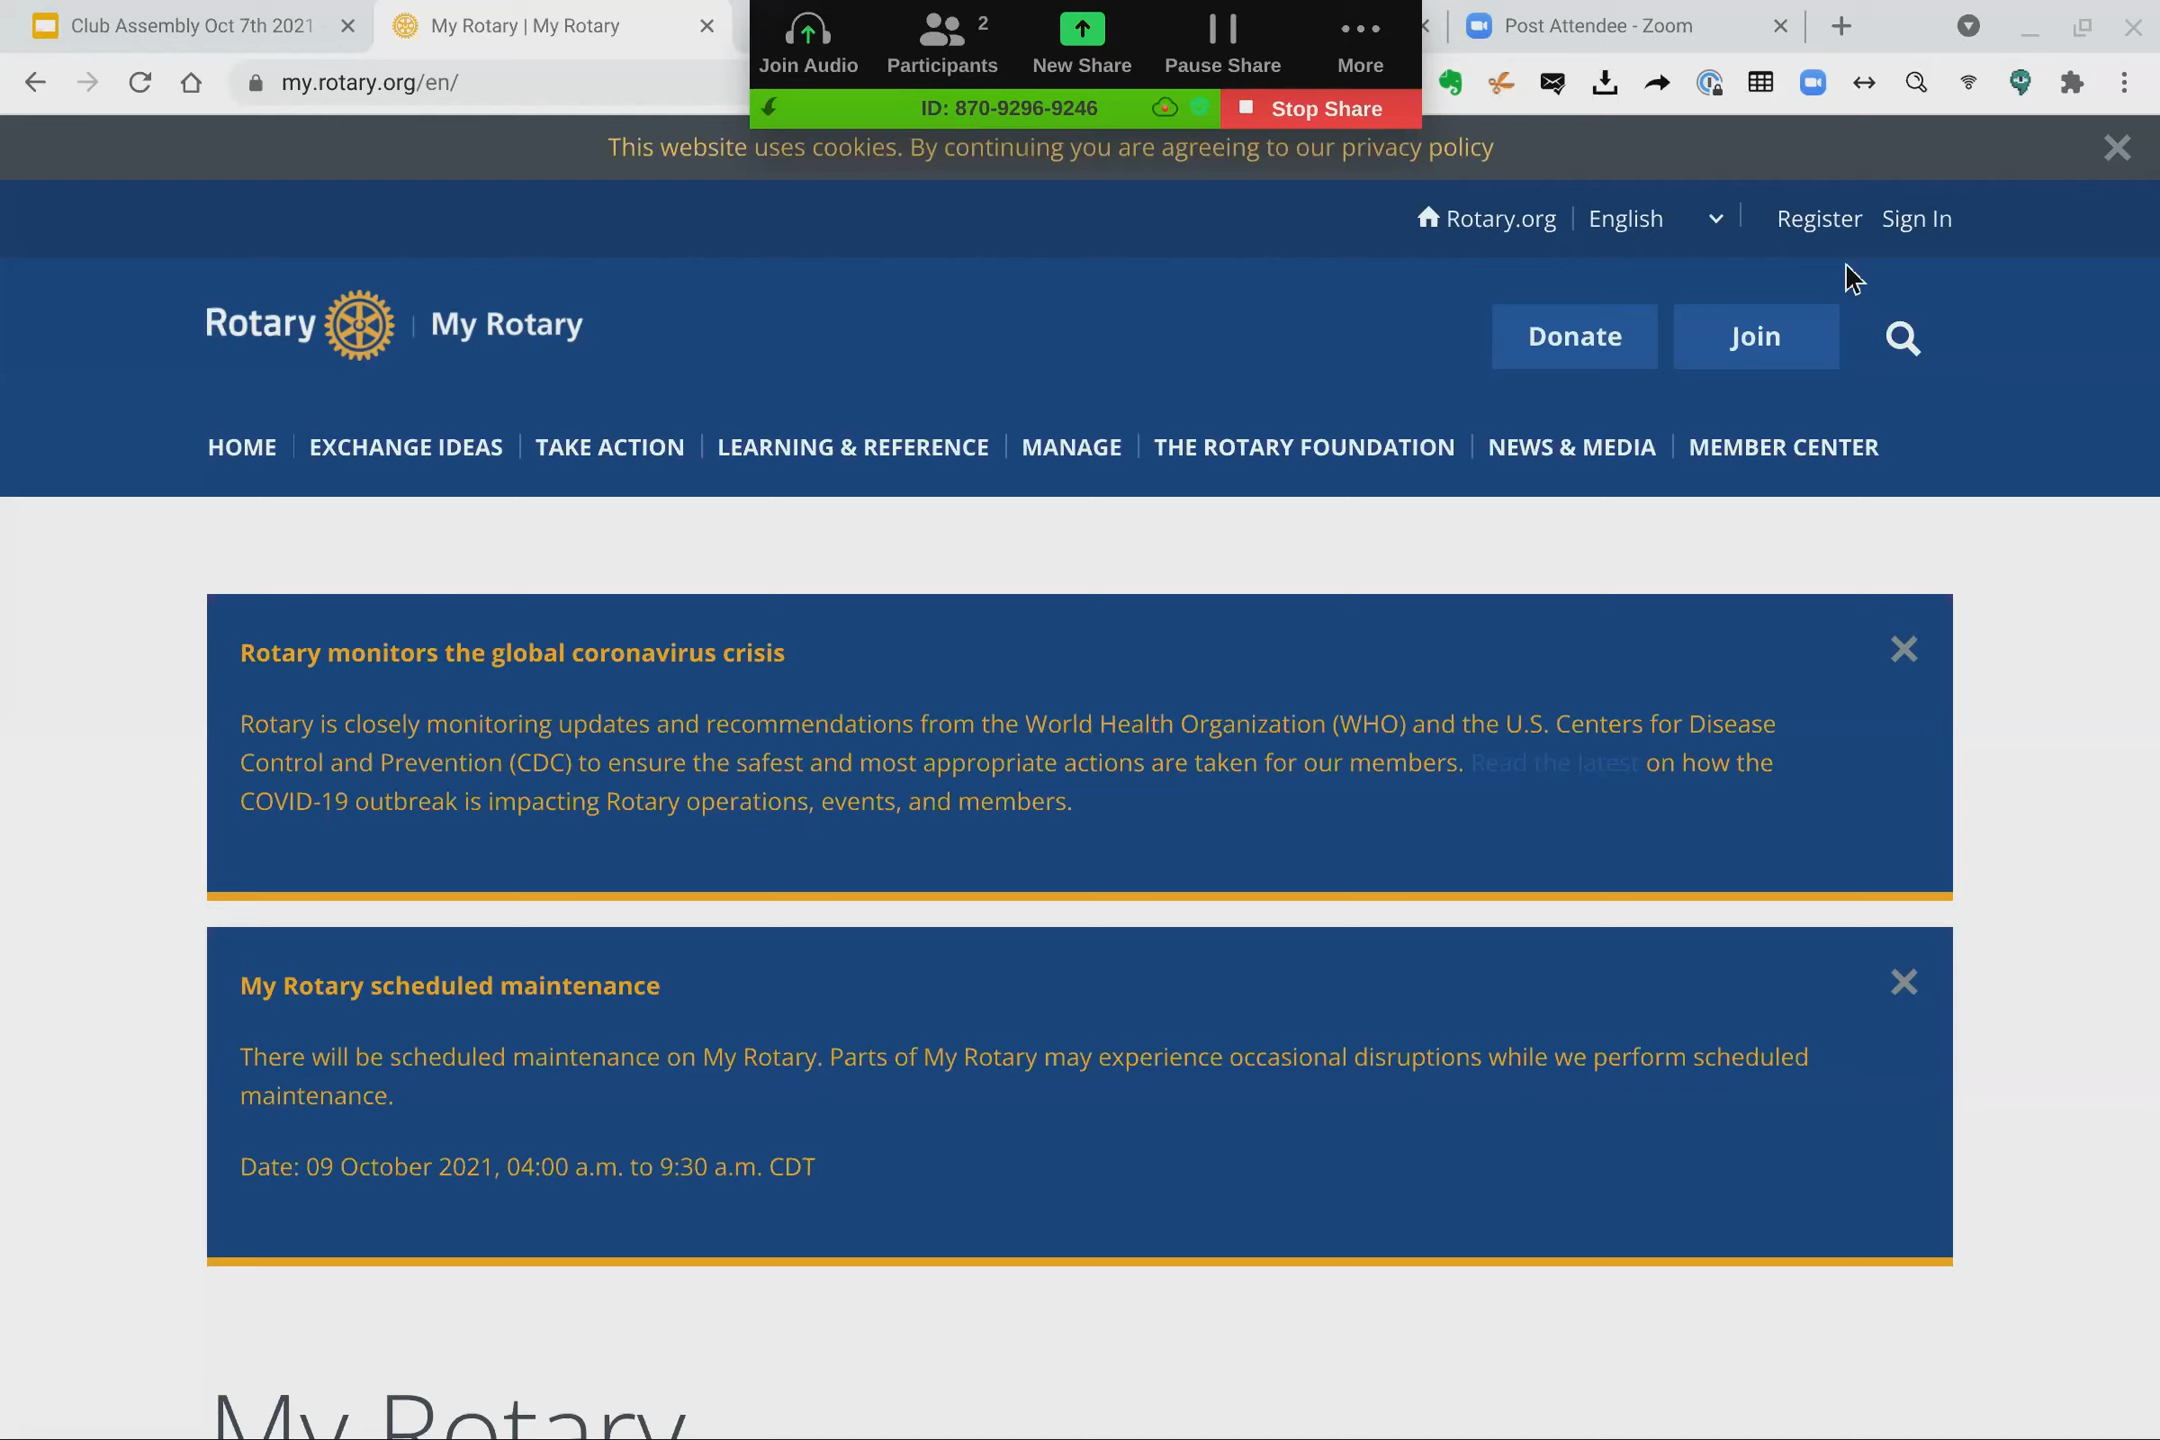 Club Assembly Oct 7th 2021
My Rotary | My Rotary
Post Attendee - Zoom
Join Audio
Participants 2
New Share
Pause Share
More
my.rotary.org/en/
ID: 870-9296-9246
Stop Share
This website uses cookies. By continuing you are agreeing to our privacy policy
Rotary.org
English
Register
Sign In
Rotary
My Rotary
Donate
Join
HOME
EXCHANGE IDEAS
TAKE ACTION
LEARNING & REFERENCE
MANAGE
THE ROTARY FOUNDATION
NEWS & MEDIA
MEMBER CENTER
Rotary monitors the global coronavirus crisis
Rotary is closely monitoring updates and recommendations from the World Health Organization (WHO) and the U.S. Centers for Disease
Control and Prevention (CDC) to ensure the safest and most appropriate actions are taken for our members. Read the latest on how the
COVID-19 outbreak is impacting Rotary operations, events, and members.
My Rotary scheduled maintenance
There will be scheduled maintenance on My Rotary. Parts of My Rotary may experience occasional disruptions while we perform scheduled
maintenance.
Date: 09 October 2021, 04:00 a.m. to 9:30 a.m. CDT
My Rotary